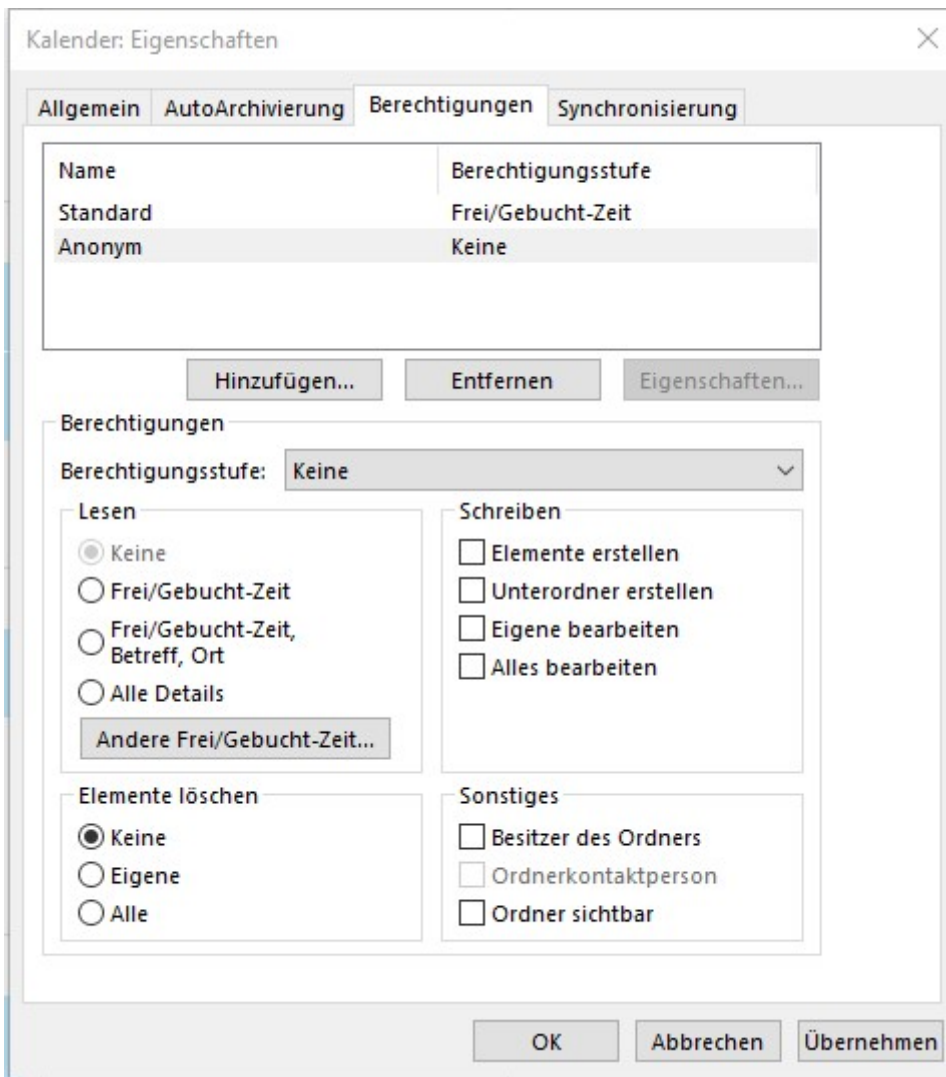 Kalender: Eigenschaften
Allgemein AutoArchivierung Berechtigungen Synchronisierung
Name Berechtigungsstufe
Standard Frei/Gebucht-Zeit
Anonym Keine
Hinzufügen... Entfernen Eigenschaften...
Berechtigungen
Berechtigungsstufe: Keine
Lesen
Keine
Frei/Gebucht-Zeit
Frei/Gebucht-Zeit,
Betreff, Ort
Alle Details
Andere Frei/Gebucht-Zeit...
Schreiben
Elemente erstellen
Unterordner erstellen
Eigene bearbeiten
Alles bearbeiten
Elemente löschen
Keine
Eigene
Alle
Sonstiges
Besitzer des Ordners
Ordnerkontaktperson
Ordner sichtbar
OK Abbrechen Übernehmen